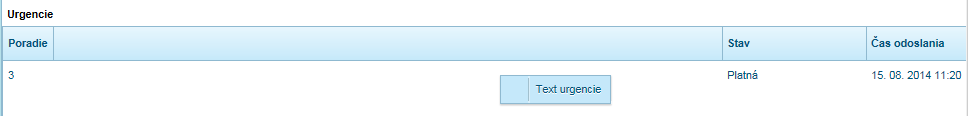 Urgencie
Poradie Stav Čas odoslania
3 Platná 15. 08. 2014 11:20
Text urgencie